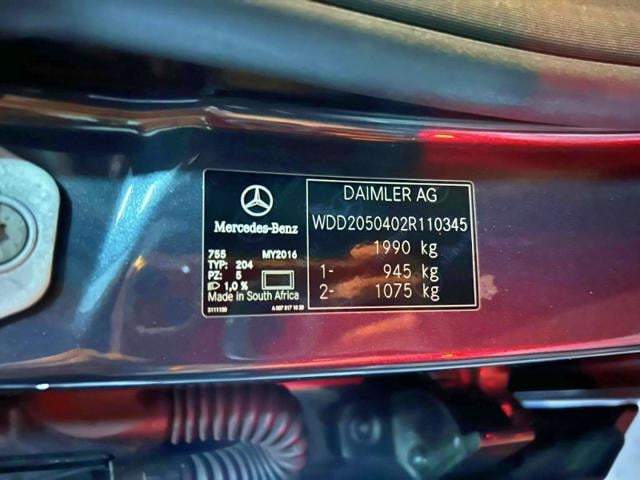 Mercedes-Benz
755 MY2016
TYP: 204
PZ: 5
1,0 %
Made in South Africa
3111130
DAIMLER AG
WDD2050402R110345
1990 kg
1- 945 kg
2- 1075 kg